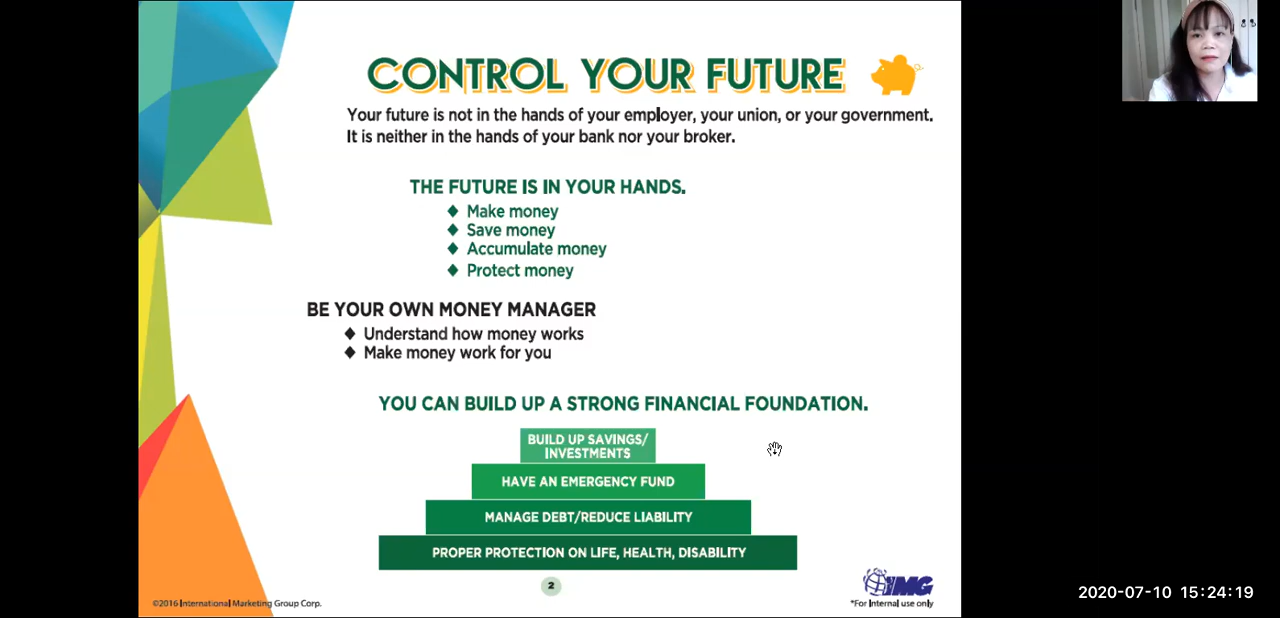 CONTROL YOUR FUTURE
Your future is not in the hands of your employer, your union, or your government.
It is neither in the hands of your bank nor your broker.
THE FUTURE IS IN YOUR HANDS.
◆ Make money
◆ Save money
◆ Accumulate money
◆ Protect money
BE YOUR OWN MONEY MANAGER
◆ Understand how money works
◆ Make money work for you
YOU CAN BUILD UP A STRONG FINANCIAL FOUNDATION.
BUILD UP SAVINGS/
INVESTMENTS
HAVE AN EMERGENCY FUND
MANAGE DEBT/REDUCE LIABILITY
PROPER PROTECTION ON LIFE, HEALTH, DISABILITY
2
©2016 International Marketing Group Corp.
IMG
*For Internal use only
2020-07-10 15:24:19